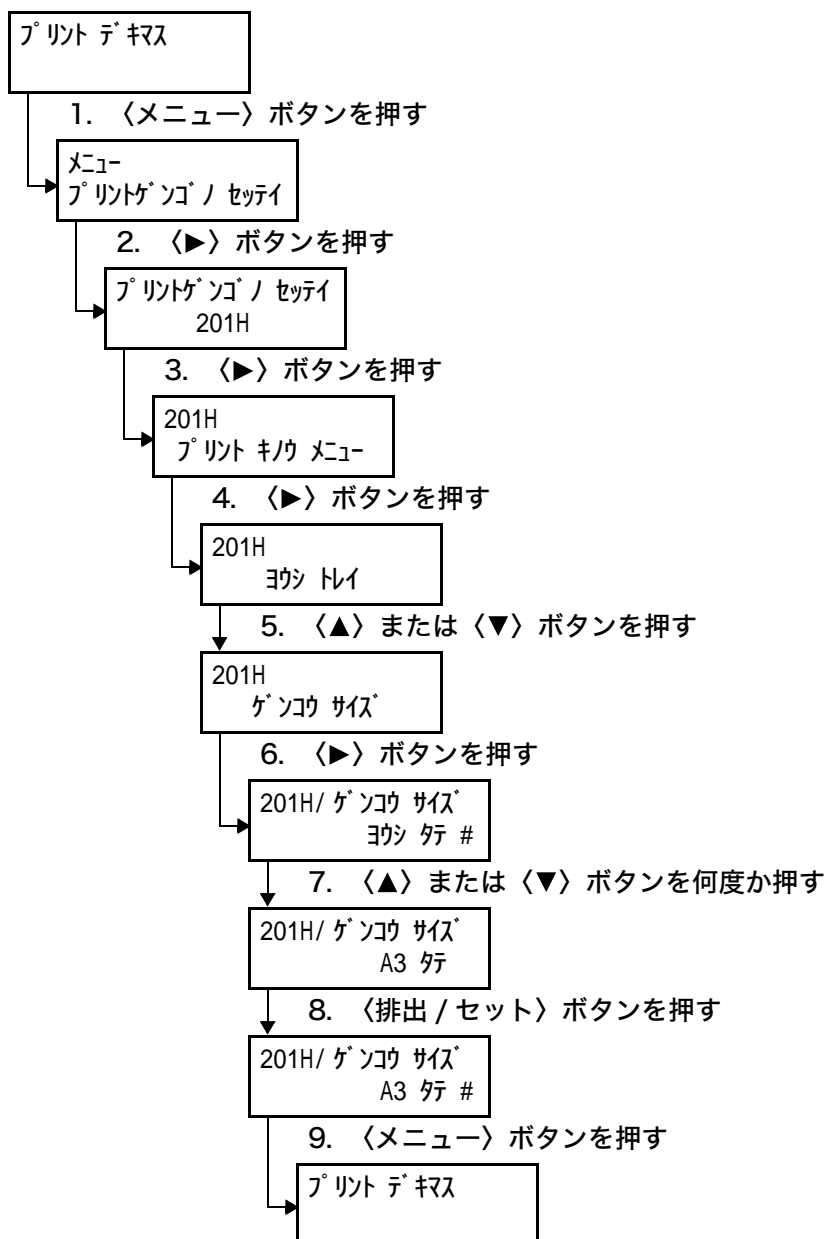 ﾌﾟﾘﾝﾄ ﾃﾞｷﾏｽ
1. 〈メニュー〉ボタンを押す
ﾒﾆｭｰ
ﾌﾟﾘﾝﾄｹﾞﾝｺﾞﾉ ｾｯﾃｲ
2. 〈▶〉ボタンを押す
ﾌﾟﾘﾝﾄｹﾞﾝｺﾞﾉ ｾｯﾃｲ
201H
3. 〈▶〉ボタンを押す
201H
ﾌﾟﾘﾝﾄ ｷﾉｳ ﾒﾆｭｰ
4. 〈▶〉ボタンを押す
201H
ﾖｳｼ ﾄﾚｲ
5. 〈▲〉または〈▼〉ボタンを押す
201H
ｹﾞﾝｺｳ ｻｲｽﾞ
6. 〈▶〉ボタンを押す
201H/ ｹﾞﾝｺｳ ｻｲｽﾞ
ﾖｳｼ ﾀﾃ #
7. 〈▲〉または〈▼〉ボタンを何度か押す
201H/ ｹﾞﾝｺｳ ｻｲｽﾞ
A3 ﾀﾃ
8. 〈排出 / セット〉ボタンを押す
201H/ ｹﾞﾝｺｳ ｻｲｽﾞ
A3 ﾀﾃ #
9. 〈メニュー〉ボタンを押す
ﾌﾟﾘﾝﾄ ﾃﾞｷﾏｽ